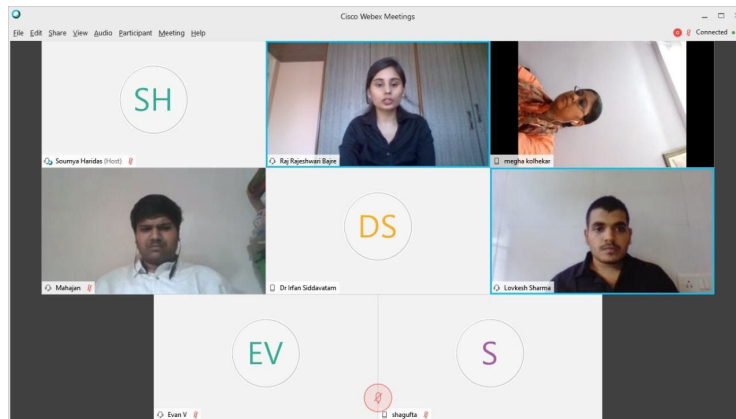 Cisco Webex Meetings
File Edit Share View Audio Participant Meeting Help
Connected
SH
Soumya Haridas (Host)
Raj Rajeshwari Bajre
megha kolhekar
Mahajan
DS
Dr Irfan Siddavatam
Lovkesh Sharma
EV
Evan V
S
shagufta